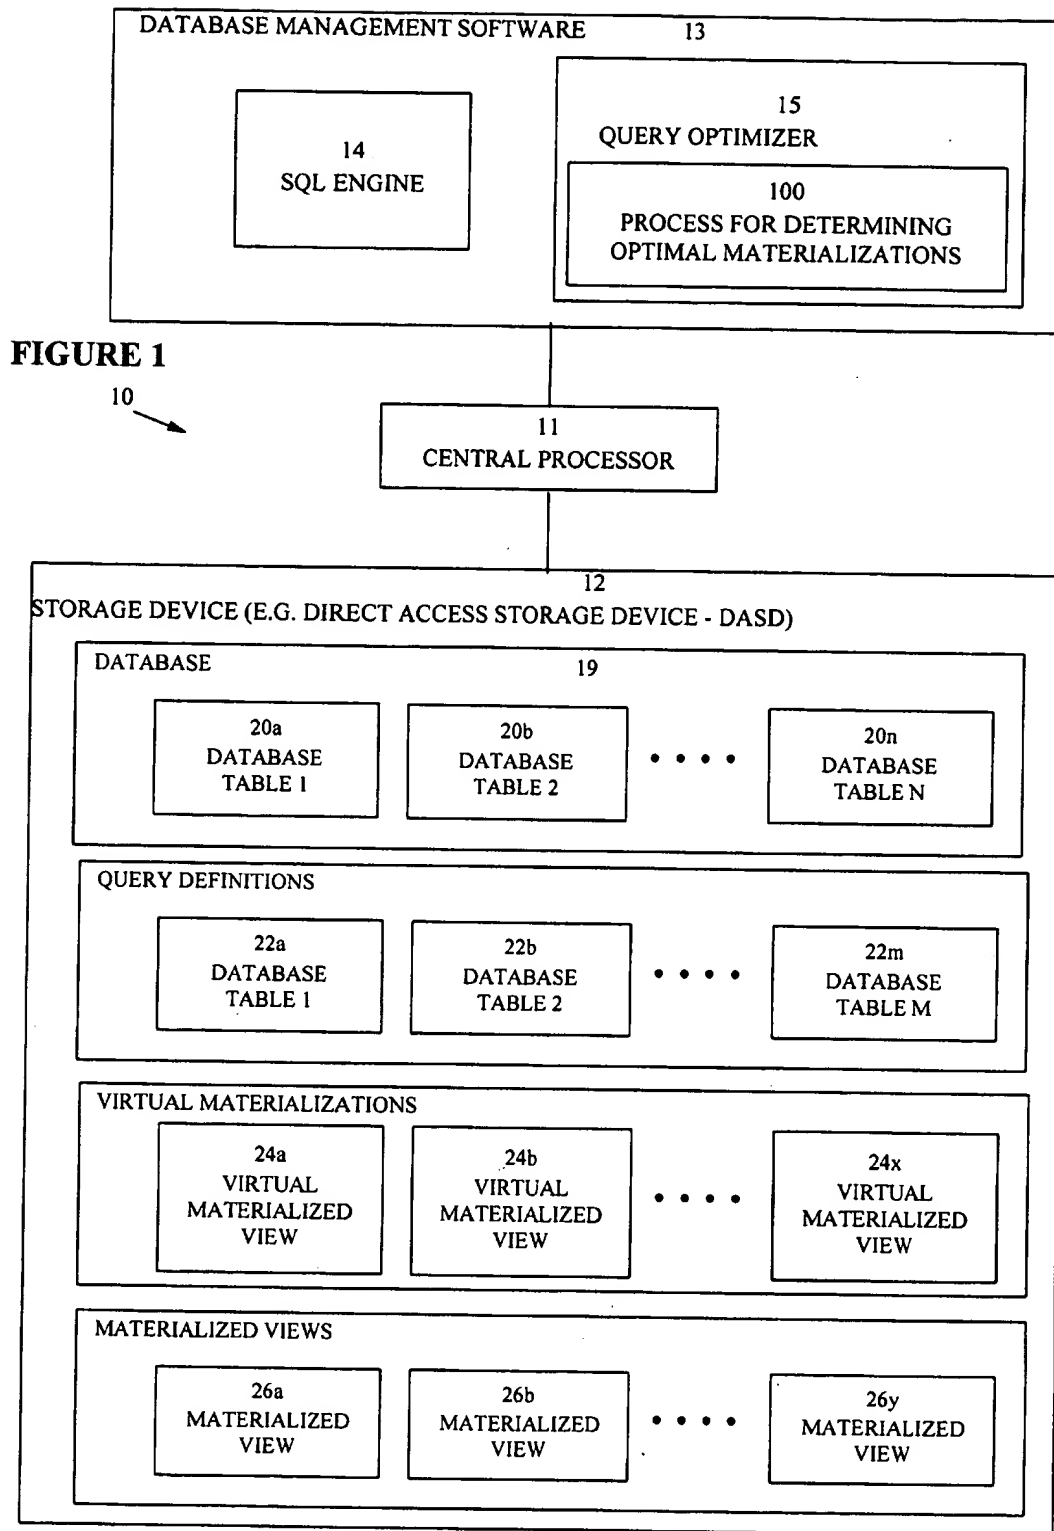 DATABASE MANAGEMENT SOFTWARE 13
14
SQL ENGINE
15
QUERY OPTIMIZER
100
PROCESS FOR DETERMINING
OPTIMAL MATERIALIZATIONS
FIGURE 1
10
11
CENTRAL PROCESSOR
12
STORAGE DEVICE (E.G. DIRECT ACCESS STORAGE DEVICE - DASD)
DATABASE 19
20a
DATABASE
TABLE 1
20b
DATABASE
TABLE 2
20n
DATABASE
TABLE N
QUERY DEFINITIONS
22a
DATABASE
TABLE 1
22b
DATABASE
TABLE 2
22m
DATABASE
TABLE M
VIRTUAL MATERIALIZATIONS
24a
VIRTUAL
MATERIALIZED
VIEW
24b
VIRTUAL
MATERIALIZED
VIEW
24x
VIRTUAL
MATERIALIZED
VIEW
MATERIALIZED VIEWS
26a
MATERIALIZED
VIEW
26b
MATERIALIZED
VIEW
26y
MATERIALIZED
VIEW